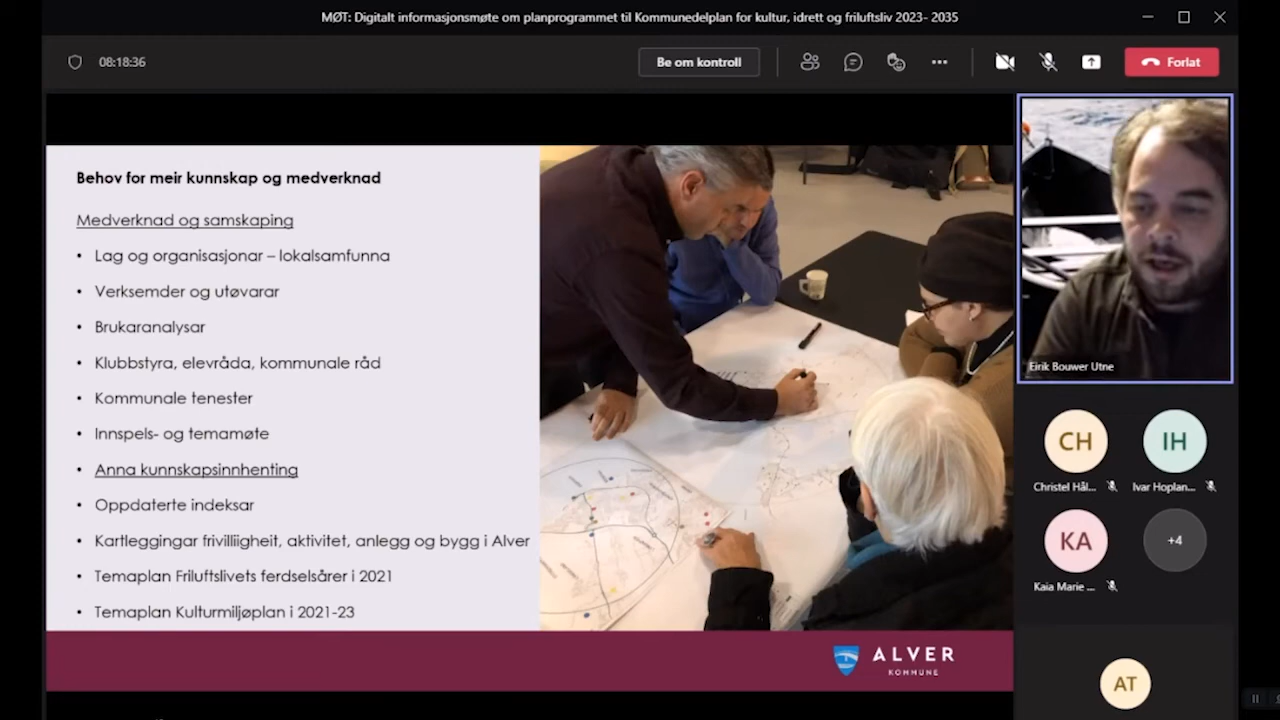 MØT: Digitalt informasjonsmøte om planprogrammet til Kommunedelplan for kultur, idrett og friluftsliv 2023- 2035
08:18:36
Be om kontroll
Forlat
Behov for meir kunnskap og medverknad
Medverknad og samskaping
• Lag og organisasjonar – lokalsamfunna
• Verksemder og utøvarar
• Brukaranalysar
• Klubbstyra, elevråda, kommunale råd
• Kommunale tenester
• Innspels- og temamøte
• Anna kunnskapsinnhenting
• Oppdaterte indeksar
• Kartleggingar frivilliigheit, aktivitet, anlegg og bygg i Alver
• Temaplan Friluftslivets ferdselsårer i 2021
• Temaplan Kulturmiljøplan i 2021-23
ALVER
KOMMUNE
Eirik Bouwer Utne
CH
IH
Christel Hål...
Ivar Hoplan...
KA
+4
Kaia Marie ...
AT